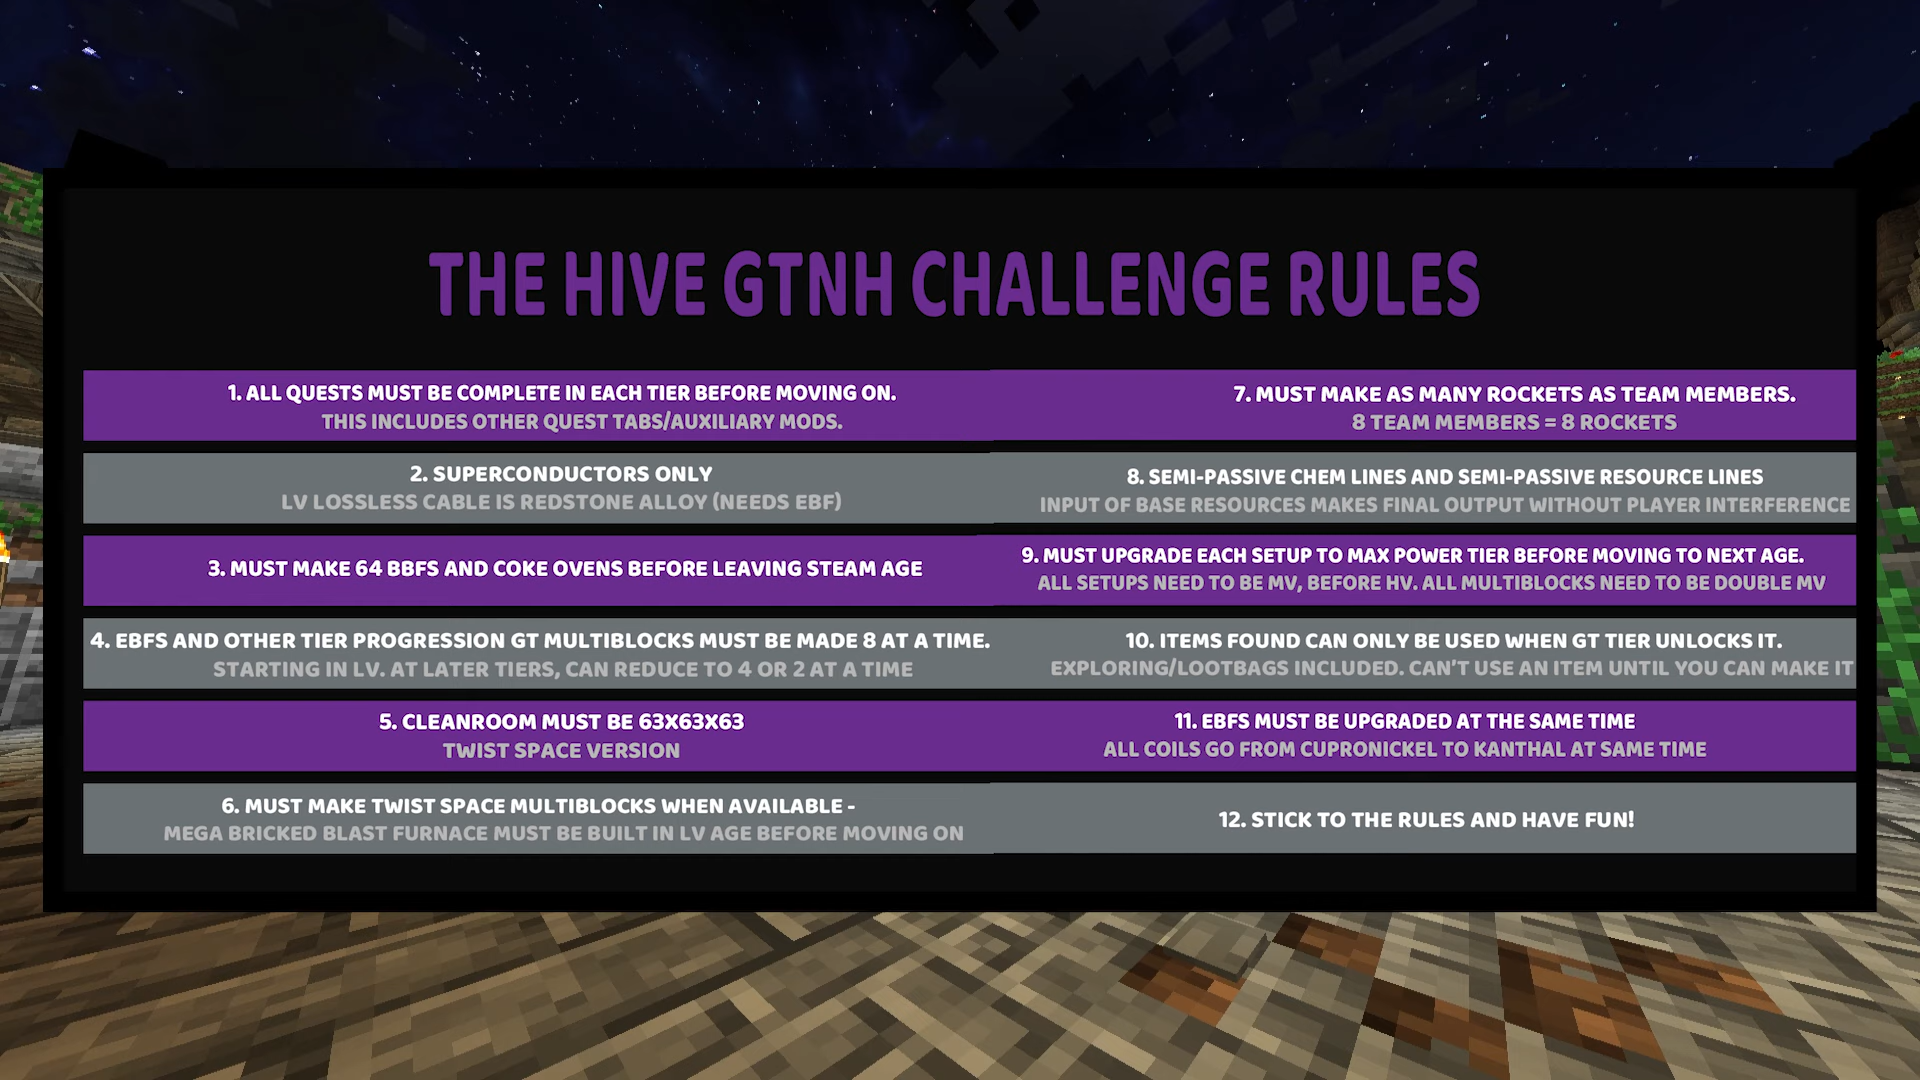 THE HIVE GTNH CHALLENGE RULES
1. ALL QUESTS MUST BE COMPLETE IN EACH TIER BEFORE MOVING ON.
THIS INCLUDES OTHER QUEST TABS/AUXILIARY MODS.
2. SUPERCONDUCTORS ONLY
LV LOSSLESS CABLE IS REDSTONE ALLOY (NEEDS EBF)
3. MUST MAKE 64 BBFS AND COKE OVENS BEFORE LEAVING STEAM AGE
4. EBFS AND OTHER TIER PROGRESSION GT MULTIBLOCKS MUST BE MADE 8 AT A TIME.
STARTING IN LV. AT LATER TIERS, CAN REDUCE TO 4 OR 2 AT A TIME
5. CLEANROOM MUST BE 63X63X63
TWIST SPACE VERSION
6. MUST MAKE TWIST SPACE MULTIBLOCKS WHEN AVAILABLE -
MEGA BRICKED BLAST FURNACE MUST BE BUILT IN LV AGE BEFORE MOVING ON
7. MUST MAKE AS MANY ROCKETS AS TEAM MEMBERS.
8 TEAM MEMBERS = 8 ROCKETS
8. SEMI-PASSIVE CHEM LINES AND SEMI-PASSIVE RESOURCE LINES
INPUT OF BASE RESOURCES MAKES FINAL OUTPUT WITHOUT PLAYER INTERFERENCE
9. MUST UPGRADE EACH SETUP TO MAX POWER TIER BEFORE MOVING TO NEXT AGE.
ALL SETUPS NEED TO BE MV, BEFORE HV. ALL MULTIBLOCKS NEED TO BE DOUBLE MV
10. ITEMS FOUND CAN ONLY BE USED WHEN GT TIER UNLOCKS IT.
EXPLORING/LOOTBAGS INCLUDED. CAN'T USE AN ITEM UNTIL YOU CAN MAKE IT
11. EBFS MUST BE UPGRADED AT THE SAME TIME
ALL COILS GO FROM CUPRONICKEL TO KANTHAL AT SAME TIME
12. STICK TO THE RULES AND HAVE FUN!